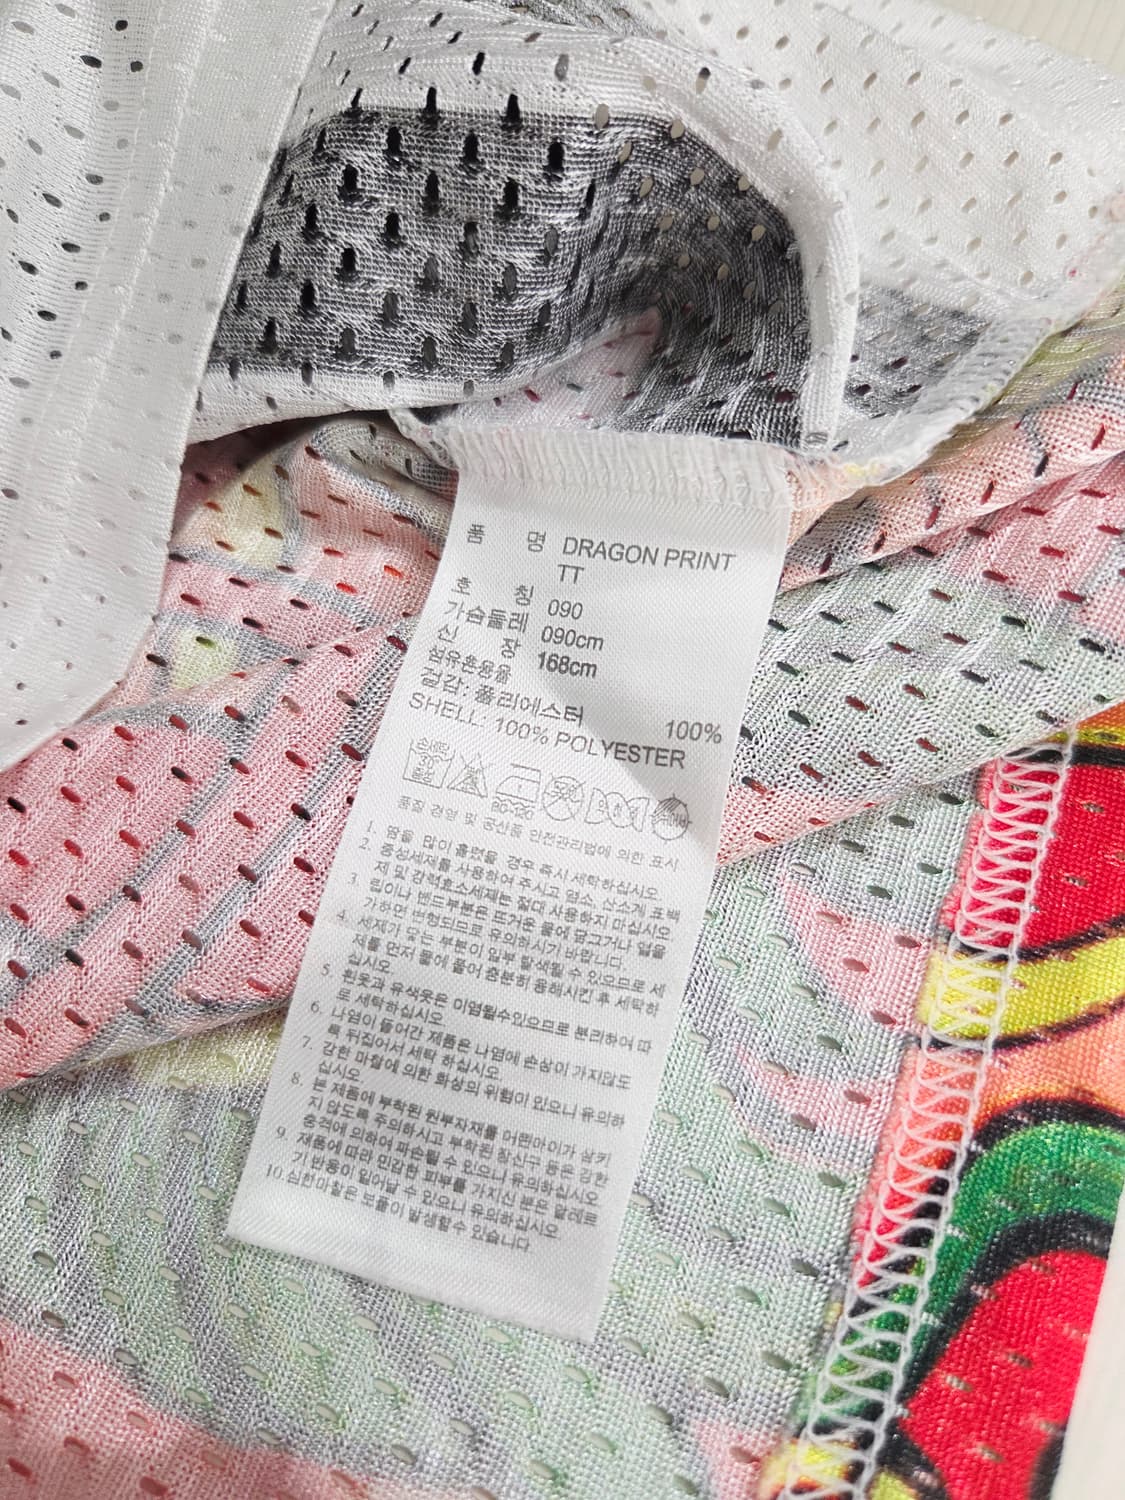 품 명 DRAGON PRINT
TT
호 칭 090
가슴둘레 090cm
신 장 168cm
섬유혼용율
겉감: 폴리에스터 100%
SHELL: 100% POLYESTER
80~120
품질 경영 및 공산품 안전관리법에 의한 표시
1. 땀을 많이 흘렸을 경우 즉시 세탁하십시오.
2. 중성세제를 사용하여 주시고 염소, 산소계 표백
제 및 강력효소세제는 절대 사용하지 마십시오.
3. 립이나 밴드부분은 뜨거운 물에 담그거나 열을
가하면 변형되므로 유의하시기 바랍니다.
4. 세제가 닿은 부분이 일부 탈색될 수 있으므로 세
제를 먼저 물에 풀어 충분히 용해시킨 후 세탁하
십시오.
5. 흰옷과 유색옷은 이염될수있으므로 분리하여 따
로 세탁하십시오.
6. 나염이 들어간 제품은 나염에 손상이 가지않도
록 뒤집어서 세탁 하십시오.
7. 강한 마찰에 의한 화상의 위험이 있으니 유의하
십시오.
8. 본 제품에 부착된 원부자재를 어린아이가 삼키
지 않도록 주의하시고 부착된 장신구 등은 강한
충격에 의하여 파손될 수 있으니 유의하십시오.
9. 제품에 따라 민감한 피부를 가지신 분은 알레르
기 반응이 일어날 수 있으니 유의하십시오.
10.심한마찰은 보풀이 발생할수 있습니다.